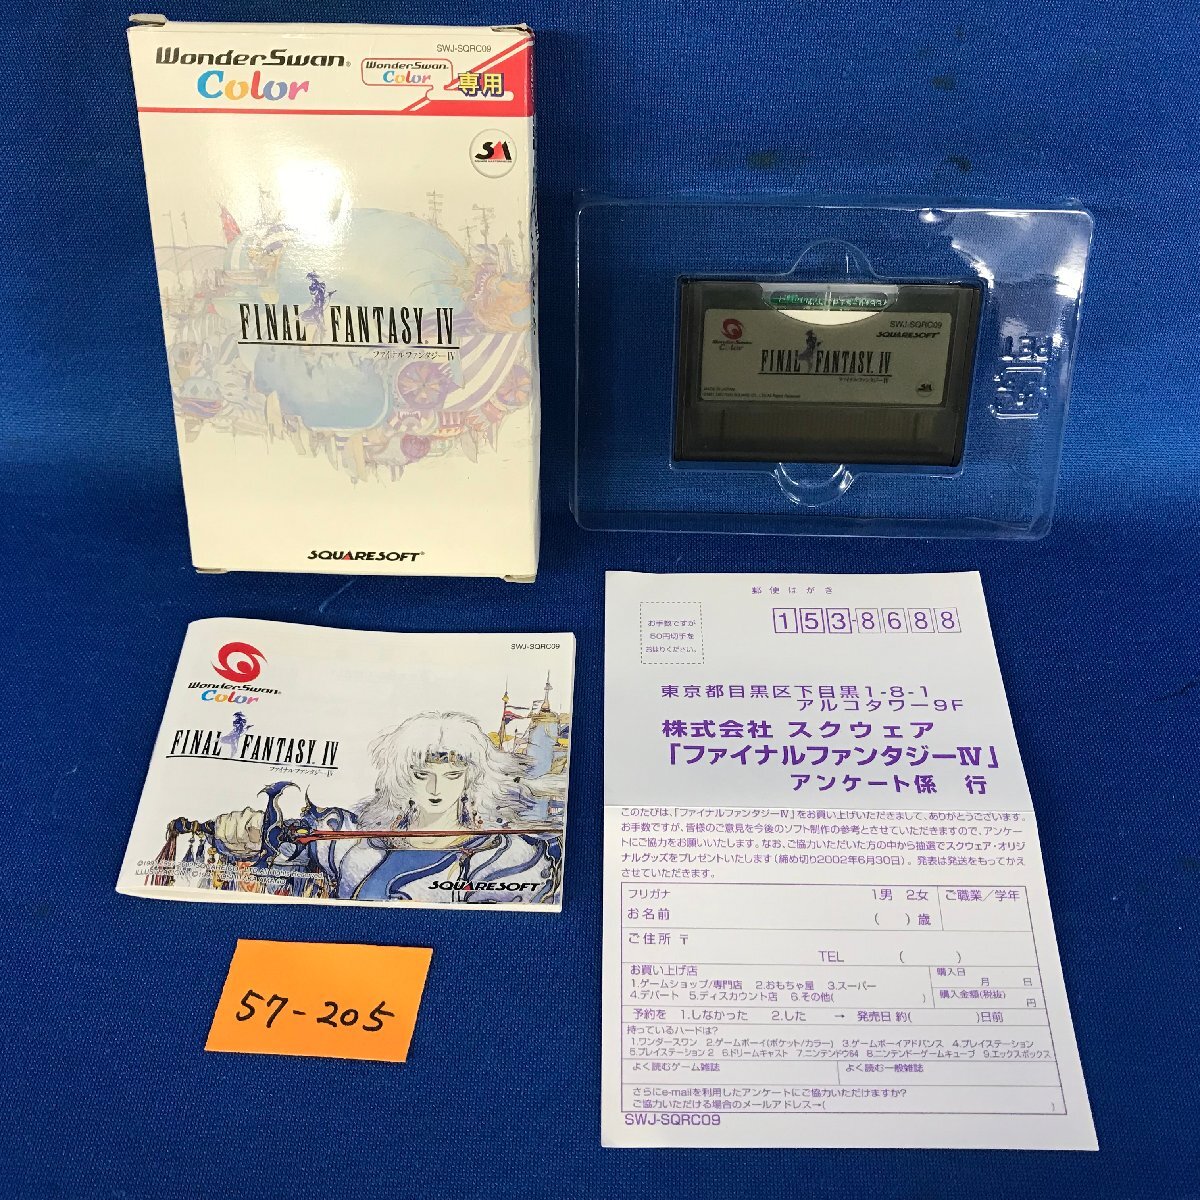 WonderSwan®
Color
SWJ-SQRC09
WonderSwan
Color
専用
SM
FINAL FANTASY® IV
ファイナルファンタジーIV
SQUARESOFT®
WonderSwan
Color
SWJ-SQRC09
SQUARESOFT
FINAL FANTASY. IV
ファイナルファンタジーIV
MADE IN JAPAN
SM
SWJ-SQRC09
WonderSwan®
Color
FINAL FANTASY. IV
ファイナルファンタジーIV
SQUARESOFT®
57-205
郵便はがき
お手数ですが
50円切手を
おはりください。
153-8688
東京都目黒区下目黒1-8-1
アルコタワー9F
株式会社 スクウェア
「ファイナルファンタジーIV」
アンケート係 行
このたびは、「ファイナルファンタジーIV」をお買い上げいただきまして、ありがとうございます。
お手数ですが、皆様のご意見を今後のソフト制作の参考とさせていただきますので、アンケー
トにご協力をお願いいたします。なお、ご協力いただいた方の中から抽選でスクウェア・オリジ
ナルグッズをプレゼントいたします(締め切り2002年6月30日)。発表は発送をもってかえ
させていただきます。
フリガナ 1.男 2.女 ご職業/学年
お名前 ( )歳
ご住所 〒
TEL ( )
お買い上げ店 購入日
1.ゲームショップ/専門店 2.おもちゃ屋 3.スーパー 月 日
4.デパート 5.ディスカウント店 6.その他( ) 購入金額(税抜) 円
予約を 1.しなかった 2.した → 発売日 約( )日前
持っているハードは?
1.ワンダースワン 2.ゲームボーイ(ポケット/カラー) 3.ゲームボーイアドバンス 4.プレイステーション
5.プレイステーション2 6.ドリームキャスト 7.ニンテンドウ64 8.ニンテンドーゲームキューブ 9.エックスボックス
よく読むゲーム雑誌 よく読む一般雑誌
さらにe-mailを利用したアンケートにご協力いただけますか?
ご協力いただける場合のメールアドレス→( )
SWJ-SQRC09